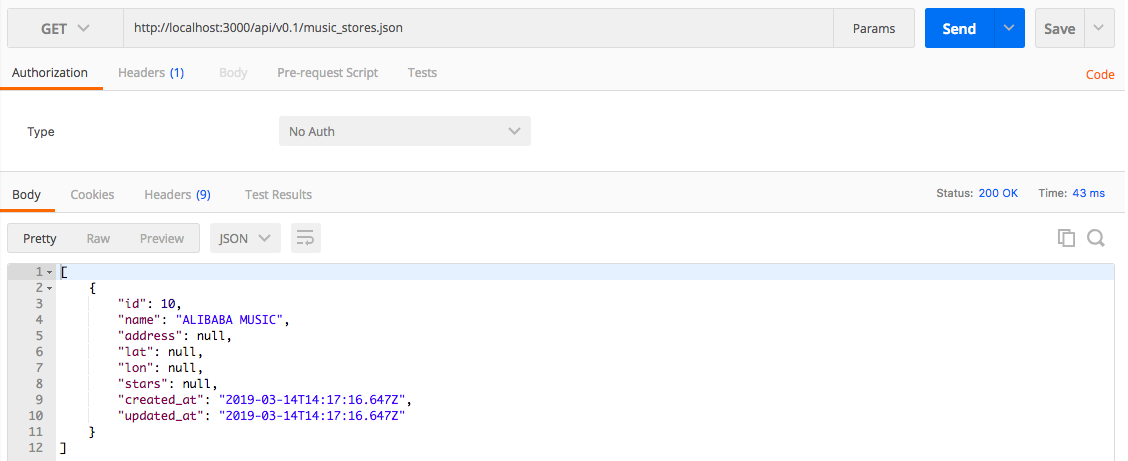 GET http://localhost:3000/api/v0.1/music_stores.json Params Send Save
Authorization Headers (1) Body Pre-request Script Tests Code
Type No Auth
Body Cookies Headers (9) Test Results Status: 200 OK Time: 43 ms
Pretty Raw Preview JSON
1 [
2 {
3 "id": 10,
4 "name": "ALIBABA MUSIC",
5 "address": null,
6 "lat": null,
7 "lon": null,
8 "stars": null,
9 "created_at": "2019-03-14T14:17:16.647Z",
10 "updated_at": "2019-03-14T14:17:16.647Z"
11 }
12 ]